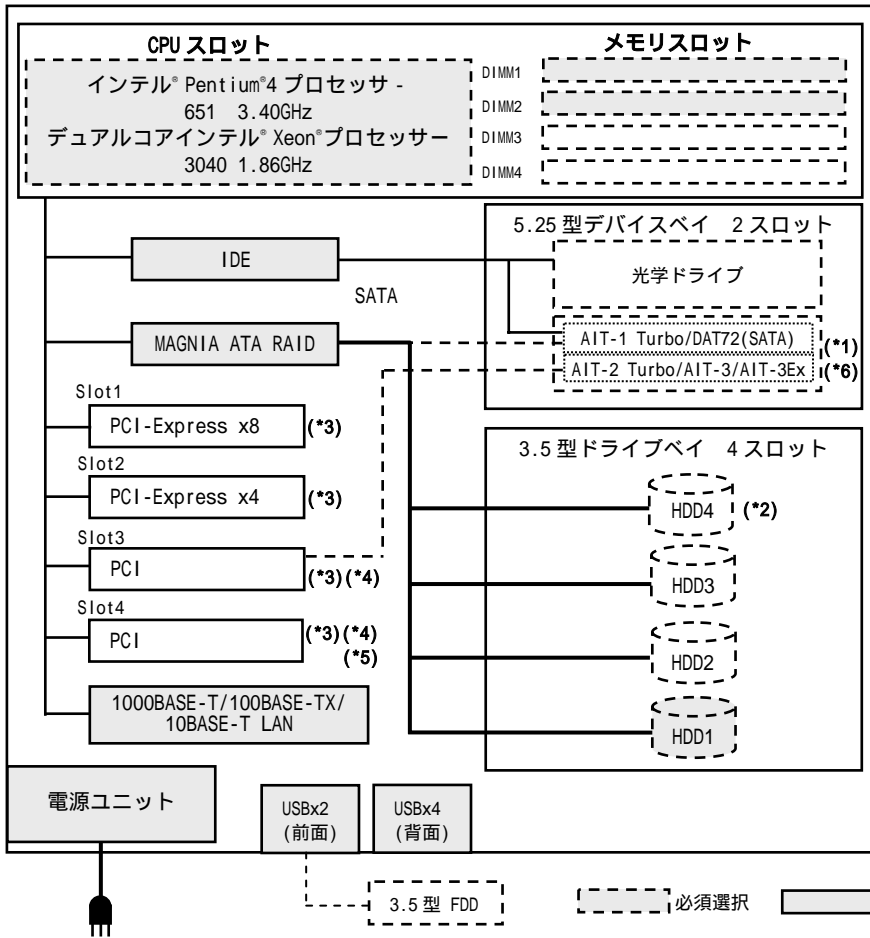 CPU スロット
メモリスロット
インテル® Pentium®4 プロセッサ -
651 3.40GHz
デュアルコアインテル® Xeon®プロセッサー
3040 1.86GHz
DIMM1
DIMM2
DIMM3
DIMM4
5.25 型デバイスベイ 2 スロット
IDE
光学ドライブ
SATA
MAGNIA ATA RAID
AIT-1 Turbo/DAT72(SATA)
(*1)
AIT-2 Turbo/AIT-3/AIT-3Ex
(*6)
Slot1
PCI-Express x8
(*3)
Slot2
PCI-Express x4
(*3)
Slot3
PCI
(*3)(*4)
Slot4
PCI
(*3)(*4)
(*5)
1000BASE-T/100BASE-TX/
10BASE-T LAN
3.5 型ドライブベイ 4 スロット
HDD4
(*2)
HDD3
HDD2
HDD1
電源ユニット
USBx2
(前面)
USBx4
(背面)
3.5 型 FDD
必須選択